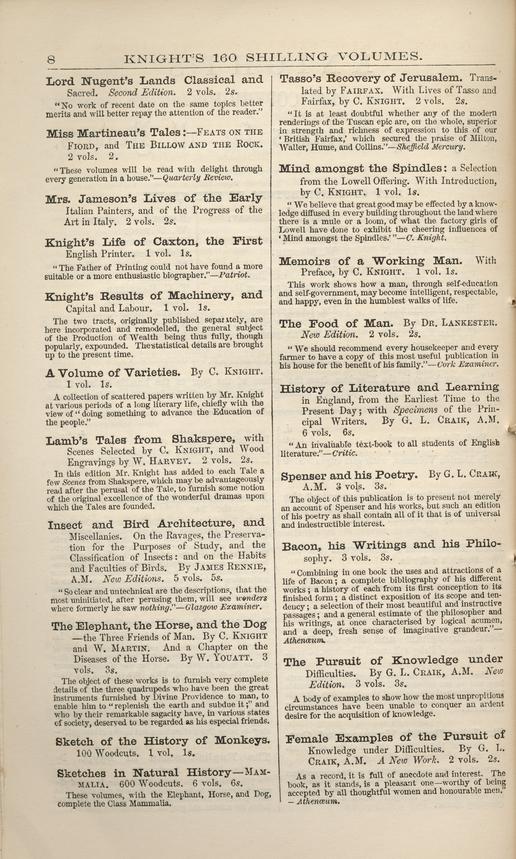 8 KNIGHT'S 160 SHILLING VOLUMES.
Lord Nugent's Lands Classical and
Sacred. Second Edition. 2 vols. 2s.
"No work of recent date on the same topics better
merits and will better repay the attention of the reader."
Miss Martineau's Tales:—FEATS ON THE
FIORD, and THE BILLOW AND THE ROCK.
2 vols. 2.
"These volumes will be read with delight through
every generation in a house."—Quarterly Review.
Mrs. Jameson's Lives of the Early
Italian Painters, and of the Progress of the
Art in Italy. 2 vols. 2s.
Knight's Life of Caxton, the First
English Printer. 1 vol. 1s.
"The Father of Printing could not have found a more
suitable or a more enthusiastic biographer."—Patriot.
Knight's Results of Machinery, and
Capital and Labour. 1 vol. 1s.
The two tracts, originally published separately, are
here incorporated and remodelled, the general subject
of the Production of Wealth being thus fully, though
popularly, expounded. The statistical details are brought
up to the present time.
A Volume of Varieties. By C. KNIGHT.
1 vol. 1s.
A collection of scattered papers written by Mr. Knight
at various periods of a long literary life, chiefly with the
view of "doing something to advance the Education of
the people."
Lamb's Tales from Shakspere, with
Scenes Selected by C. KNIGHT, and Wood
Engravings by W. HARVEY. 2 vols. 2s.
In this edition Mr. Knight has added to each Tale a
few Scenes from Shakspere, which may be advantageously
read after the perusal of the Tale, to furnish some notion
of the original excellence of the wonderful dramas upon
which the Tales are founded.
Insect and Bird Architecture, and
Miscellanies. On the Ravages, the Preserva-
tion for the Purposes of Study, and the
Classification of Insects: and on the Habits
and Faculties of Birds. By JAMES RENNIE,
A.M. New Editions. 5 vols. 5s.
"So clear and untechnical are the descriptions, that the
most uninitiated, after perusing them, will see wonders
where formerly he saw nothing."—Glasgow Examiner.
The Elephant, the Horse, and the Dog
—the Three Friends of Man. By C. KNIGHT
and W. MARTIN. And a Chapter on the
Diseases of the Horse. By W. YOUATT. 3
vols. 3s.
The object of these works is to furnish very complete
details of the three quadrupeds who have been the great
instruments furnished by Divine Providence to man, to
enable him to "replenish the earth and subdue it;" and
who by their remarkable sagacity have, in various states
of society, deserved to be regarded as his especial friends.
Sketch of the History of Monkeys.
100 Woodcuts. 1 vol. 1s.
Sketches in Natural History—MAM-
MALIA. 600 Woodcuts. 6 vols. 6s.
These volumes, with the Elephant, Horse, and Dog,
complete the Class Mammalia.
Tasso's Recovery of Jerusalem. Trans-
lated by FAIRFAX. With Lives of Tasso and
Fairfax, by C. KNIGHT. 2 vols. 2s.
"It is at least doubtful whether any of the modern
renderings of the Tuscan epic are, on the whole, superior
in strength and richness of expression to this of our
'British Fairfax,' which secured the praise of Milton,
Waller, Hume, and Collins."—Sheffield Mercury.
Mind amongst the Spindles: a Selection
from the Lowell Offering. With Introduction,
by C. KNIGHT. 1 vol. 1s.
"We believe that great good may be effected by a know-
ledge diffused in every building throughout the land where
there is a mule or a loom, of what the factory girls of
Lowell have done to exhibit the cheering influences of
'Mind amongst the Spindles.'"—C. Knight.
Memoirs of a Working Man. With
Preface, by C. KNIGHT. 1 vol. 1s.
This work shows how a man, through self-education
and self-government, may become intelligent, respectable,
and happy, even in the humblest walks of life.
The Food of Man. By DR. LANKESTER.
New Edition. 2 vols. 2s.
"We should recommend every housekeeper and every
farmer to have a copy of this most useful publication in
his house for the benefit of his family."—Cork Examiner.
History of Literature and Learning
in England, from the Earliest Time to the
Present Day; with Specimens of the Prin-
cipal Writers. By G. L. CRAIK, A.M.
6 vols. 6s.
"An invaluable text-book to all students of English
literature."—Critic.
Spenser and his Poetry. By G. L. CRAIK,
A.M. 3 vols. 3s.
The object of this publication is to present not merely
an account of Spenser and his works, but such an edition
of his poetry as shall contain all of it that is of universal
and indestructible interest.
Bacon, his Writings and his Philo-
sophy. 3 vols. 3s.
"Combining in one book the uses and attractions of a
life of Bacon; a complete bibliography of his different
works; a history of each from its first conception to its
finished form; a distinct exposition of its scope and ten-
dency; a selection of their most beautiful and instructive
passages; and a general estimate of the philosopher and
his writings, at once characterised by logical acumen,
and a deep, fresh sense of imaginative grandeur."—
Athenæum.
The Pursuit of Knowledge under
Difficulties. By G. L. CRAIK, A.M. New
Edition. 3 vols. 3s.
A body of examples to show how the most unpropitious
circumstances have been unable to conquer an ardent
desire for the acquisition of knowledge.
Female Examples of the Pursuit of
Knowledge under Difficulties. By G. L.
CRAIK, A.M. A New Work. 2 vols. 2s.
As a record, it is full of anecdote and interest. The
book, as it stands, is a pleasant one—worthy of being
accepted by all thoughtful women and honourable men."
—Athenæum.